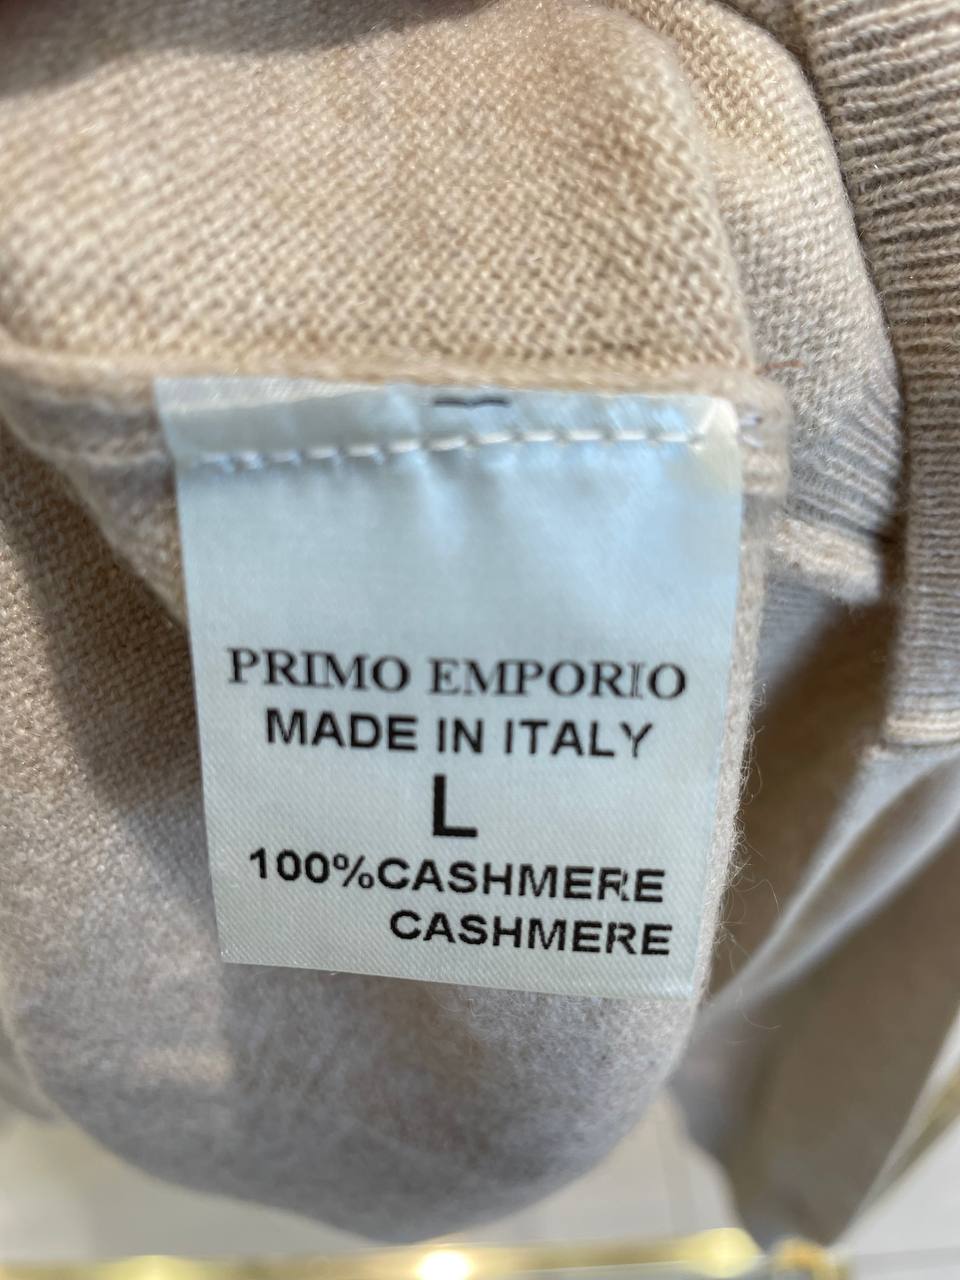 PRIMO EMPORIO
MADE IN ITALY
L
100%CASHMERE
CASHMERE